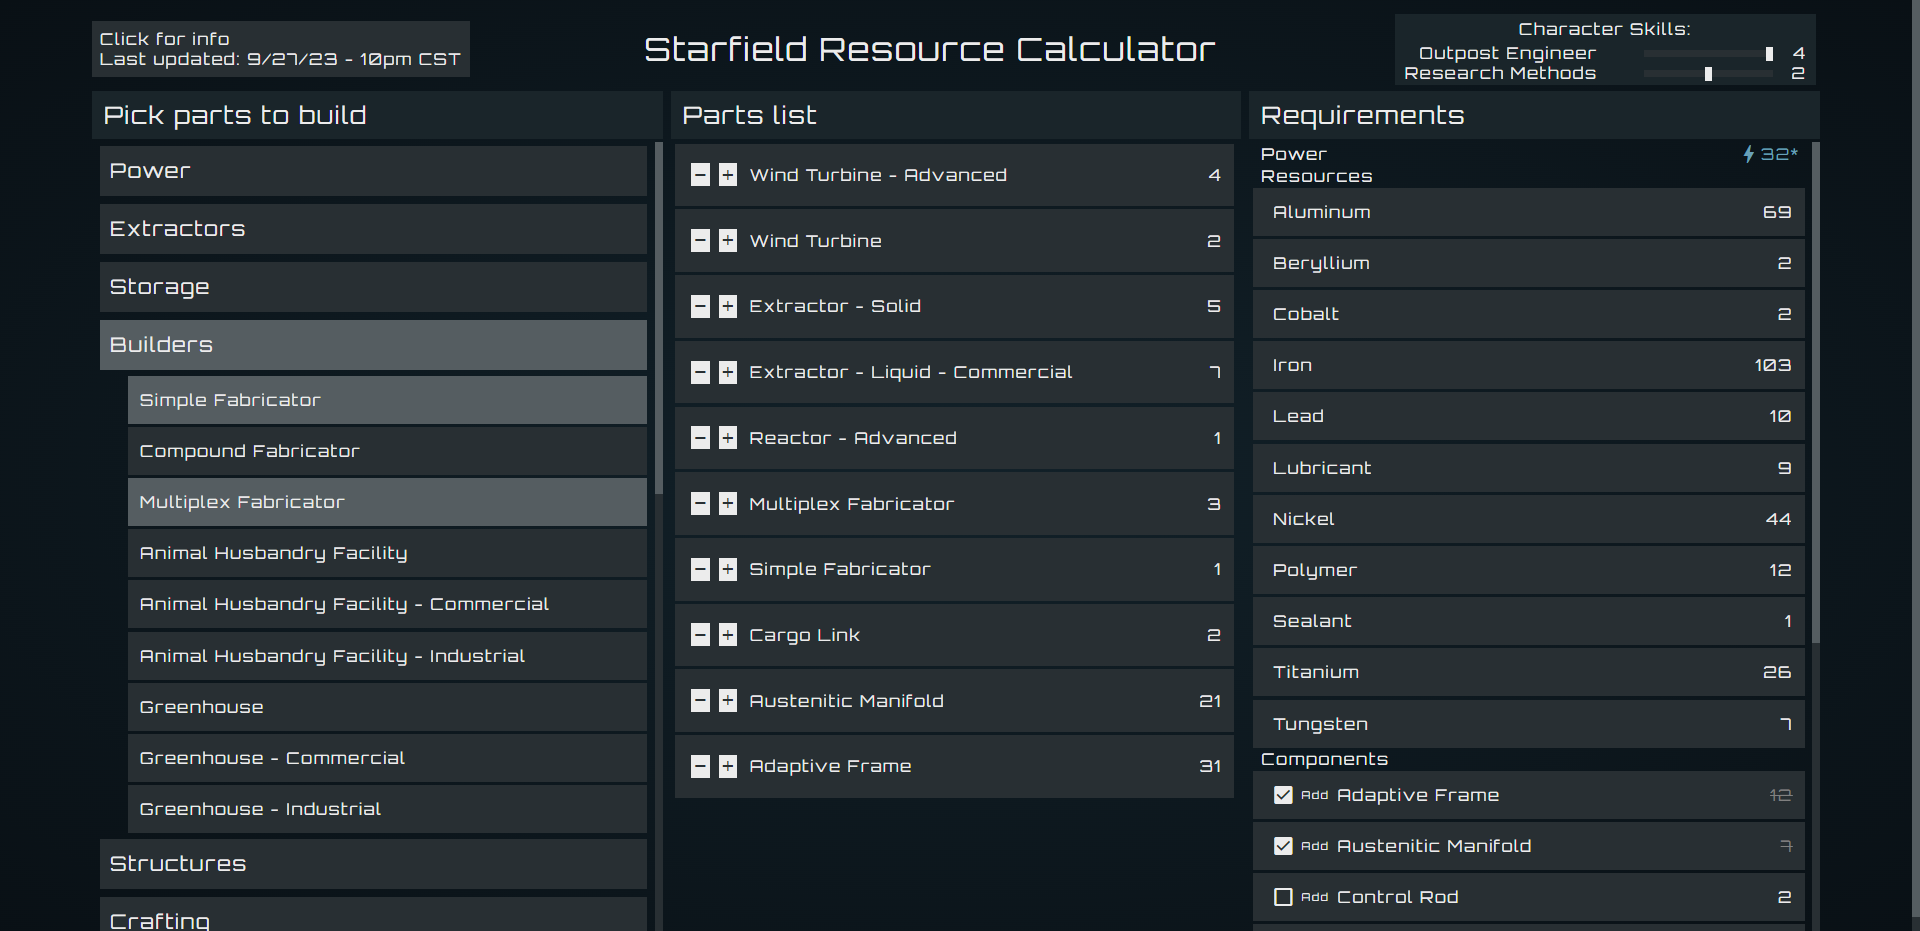 Click for info
Last updated: 9/27/23 - 10pm CST
Starfield Resource Calculator
Character Skills:
Outpost Engineer 4
Research Methods 2
Pick parts to build
Power
Extractors
Storage
Builders
Simple Fabricator
Compound Fabricator
Multiplex Fabricator
Animal Husbandry Facility
Animal Husbandry Facility - Commercial
Animal Husbandry Facility - Industrial
Greenhouse
Greenhouse - Commercial
Greenhouse - Industrial
Structures
Crafting
Parts list
− + Wind Turbine - Advanced 4
− + Wind Turbine 2
− + Extractor - Solid 5
− + Extractor - Liquid - Commercial 7
− + Reactor - Advanced 1
− + Multiplex Fabricator 3
− + Simple Fabricator 1
− + Cargo Link 2
− + Austenitic Manifold 21
− + Adaptive Frame 31
Requirements
Power 32*
Resources
Aluminum 69
Beryllium 2
Cobalt 2
Iron 103
Lead 10
Lubricant 9
Nickel 44
Polymer 12
Sealant 1
Titanium 26
Tungsten 7
Components
Add Adaptive Frame 12
Add Austenitic Manifold 7
Add Control Rod 2